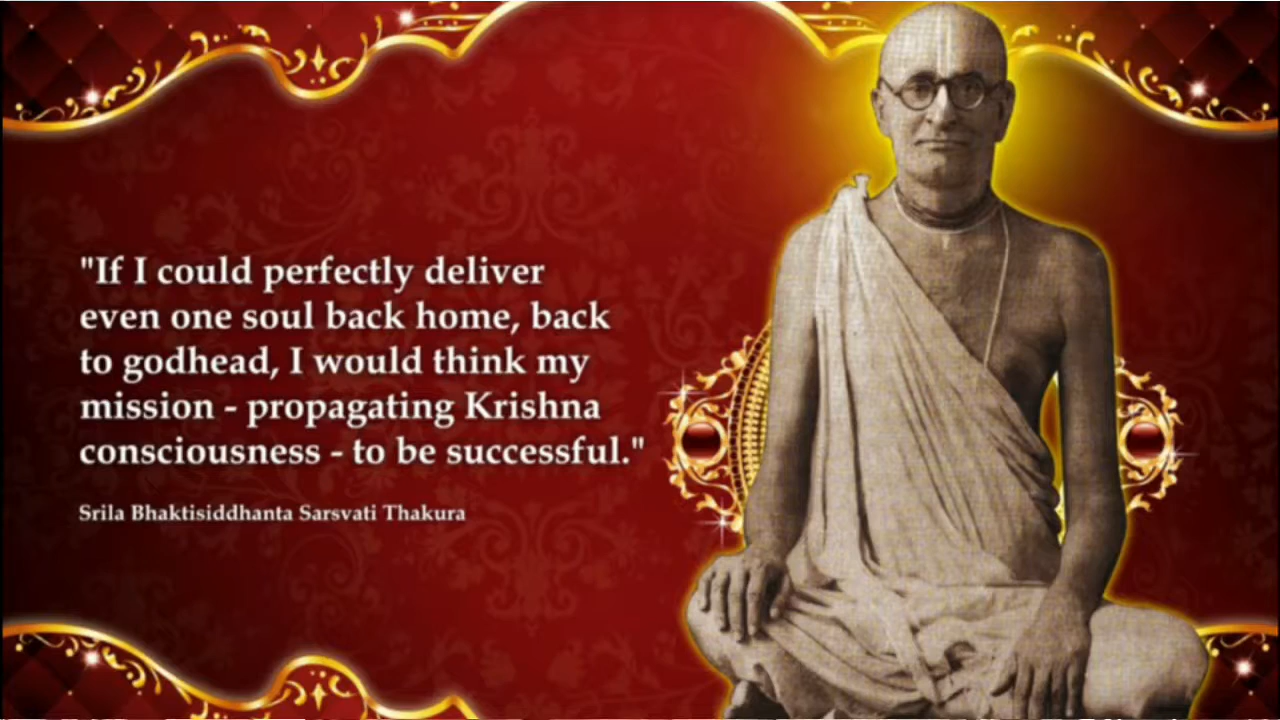 "If I could perfectly deliver
even one soul back home, back
to godhead, I would think my
mission - propagating Krishna
consciousness - to be successful."
Srila Bhaktisiddhanta Sarsvati Thakura